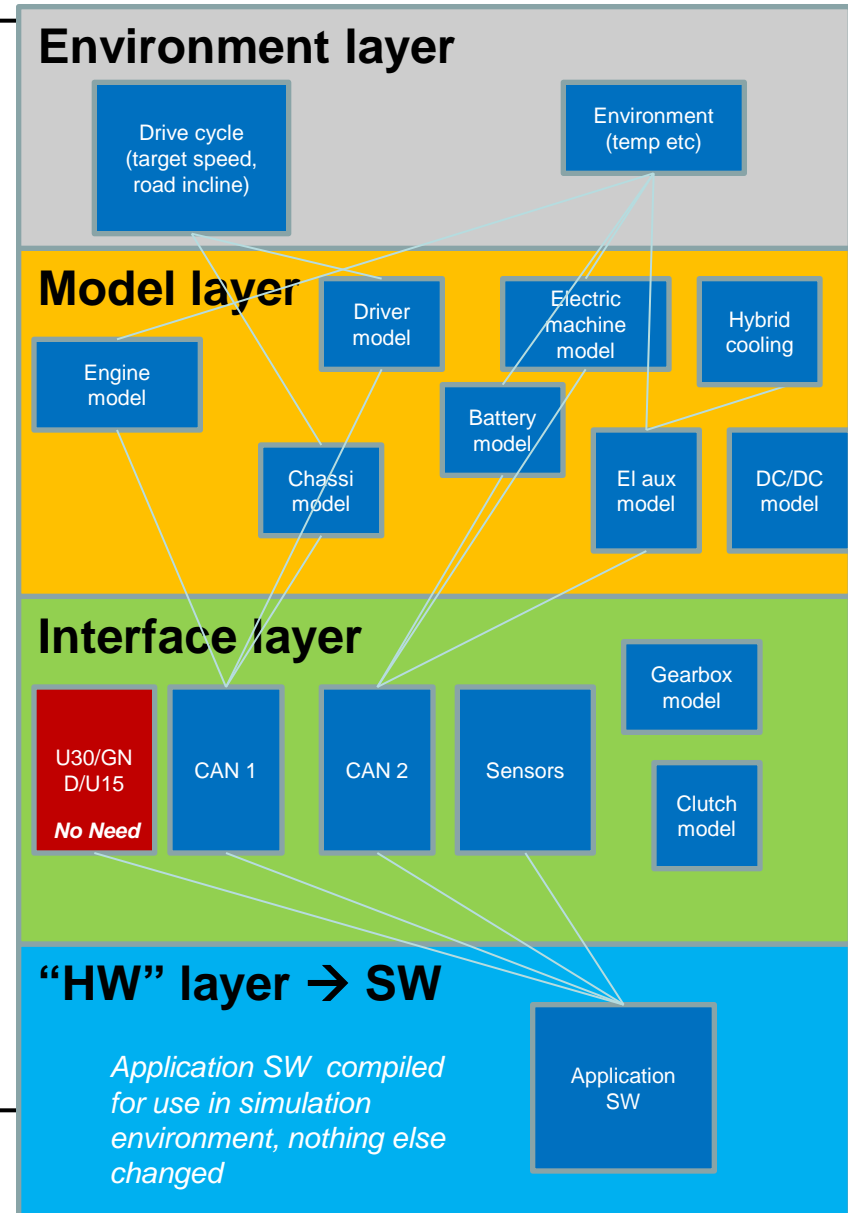 Environment layer
Drive cycle
(target speed,
road incline)
Environment
(temp etc)
Model layer
Engine
model
Driver
model
Electric
machine
model
Hybrid
cooling
Chassi
model
Battery
model
El aux
model
DC/DC
model
Interface layer
U30/GN
D/U15
No Need
CAN 1
CAN 2
Sensors
Gearbox
model
Clutch
model
“HW” layer → SW
Application SW compiled
for use in simulation
environment, nothing else
changed
Application
SW